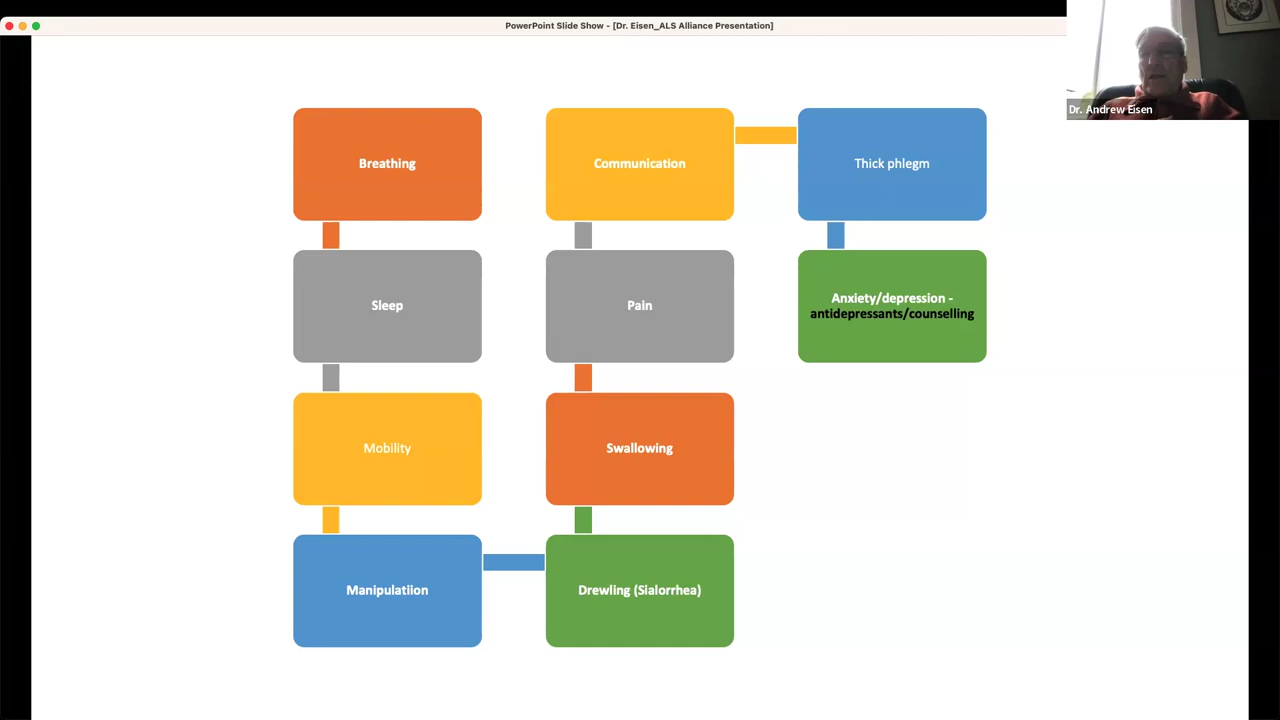 PowerPoint Slide Show - [Dr. Eisen_ALS Alliance Presentation]
Dr. Andrew Eisen
Breathing
Sleep
Mobility
Manipulatiion
Drewling (Sialorrhea)
Swallowing
Pain
Communication
Thick phlegm
Anxiety/depression -
antidepressants/counselling